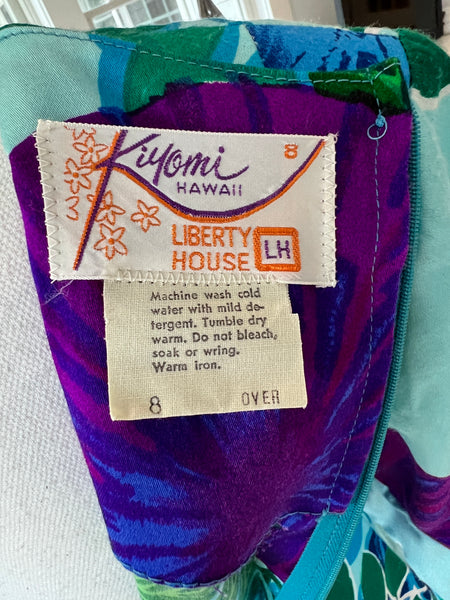 Kiyomi 8
HAWAII
LIBERTY LH
HOUSE
Machine wash cold
water with mild de-
tergent. Tumble dry
warm. Do not bleach,
soak or wring.
Warm iron.
8 OVER